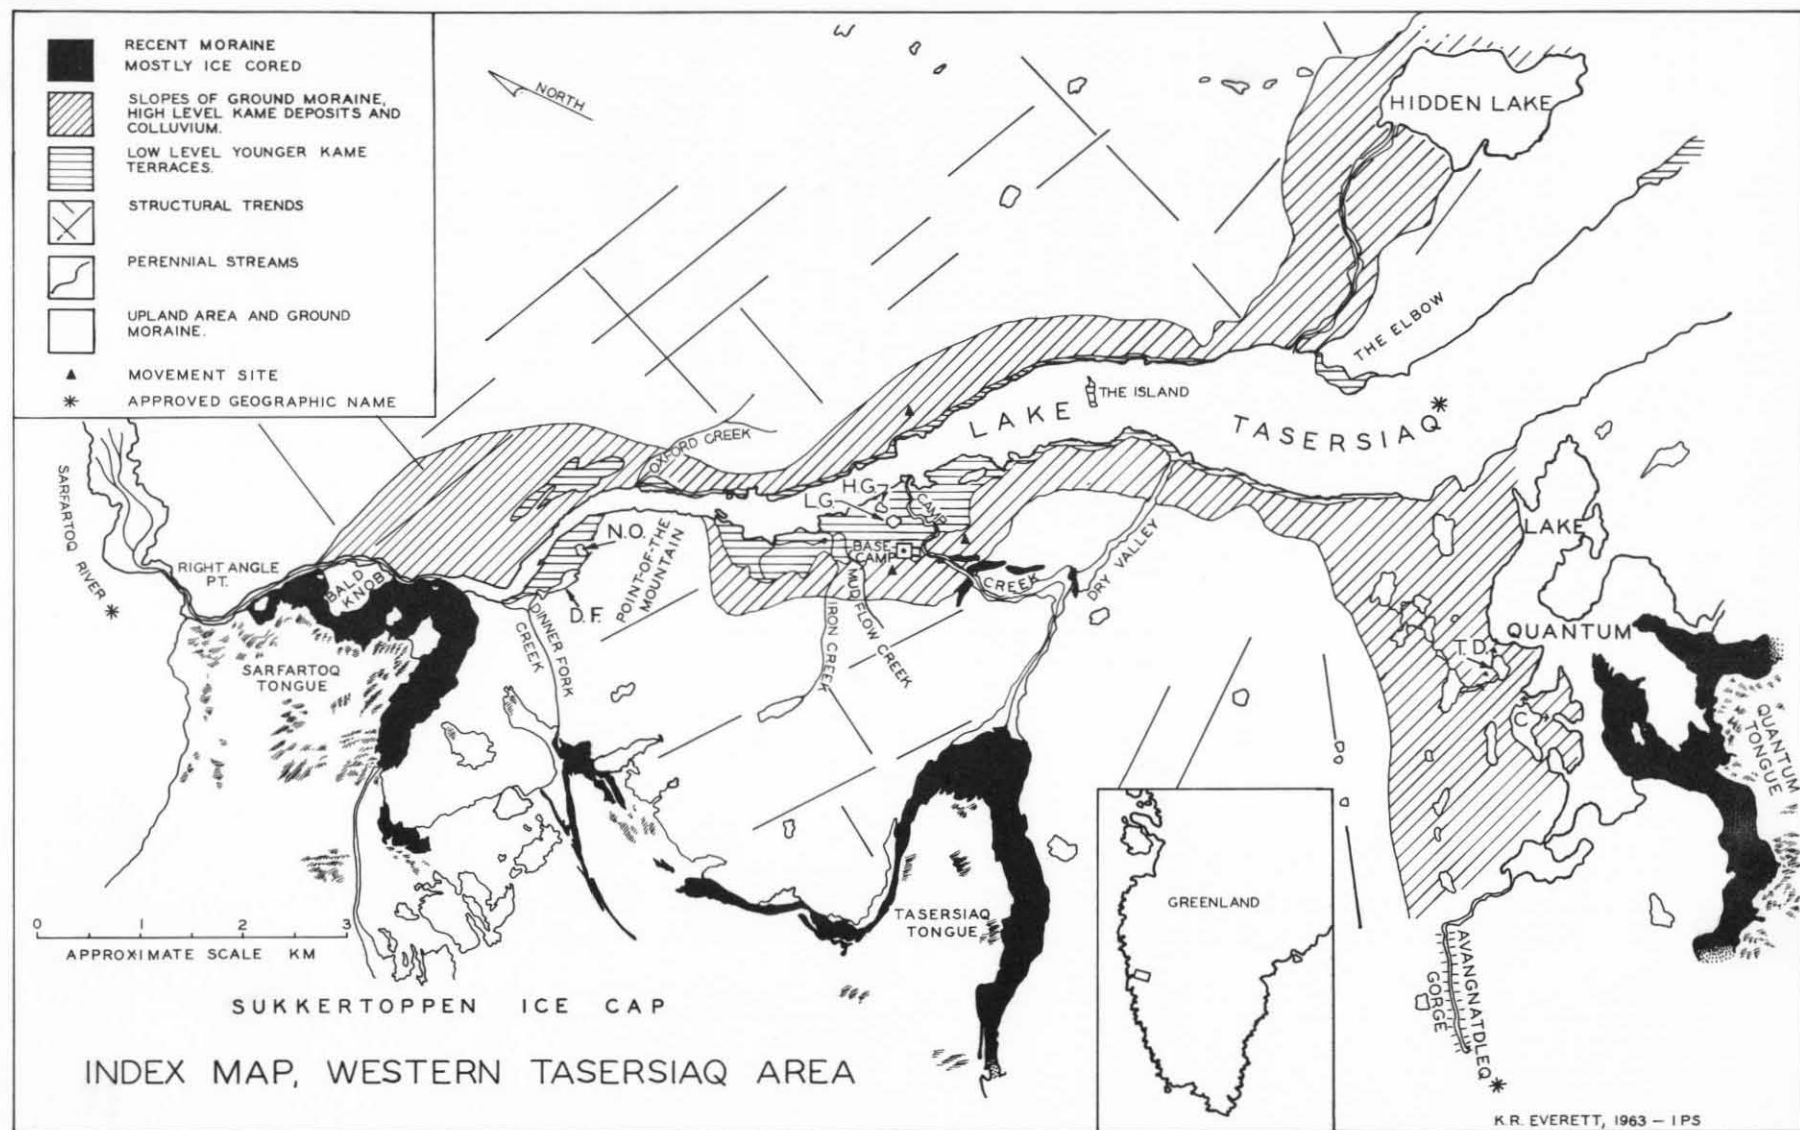 RECENT MORAINE
MOSTLY ICE CORED
SLOPES OF GROUND MORAINE,
HIGH LEVEL KAME DEPOSITS AND
COLLUVIUM.
LOW LEVEL YOUNGER KAME
TERRACES.
STRUCTURAL TRENDS
PERENNIAL STREAMS
UPLAND AREA AND GROUND
MORAINE.
MOVEMENT SITE
APPROVED GEOGRAPHIC NAME
NORTH
HIDDEN LAKE
THE ELBOW
THE ISLAND
LAKE TASERSIAQ
OXFORD CREEK
SARFARTOQ
RIVER
RIGHT ANGLE
PT.
BALD
KNOB
N.O.
D.F.
POINT-OF-THE
MOUNTAIN
H.G.
L.G.
CAMP
CREEK
BASE
CAMP
DRY VALLEY
DINNER FORK
CREEK
IRON CREEK
MUD FLOW CREEK
SARFARTOQ
TONGUE
LAKE
QUANTUM
T.D.
C.
QUANTUM
TONGUE
TASERSIAQ
TONGUE
GREENLAND
AVANGNATDLEQ
GORGE
0 1 2 3
APPROXIMATE SCALE KM
SUKKERTOPPEN ICE CAP
INDEX MAP, WESTERN TASERSIAQ AREA
K.R. EVERETT, 1963 - IPS